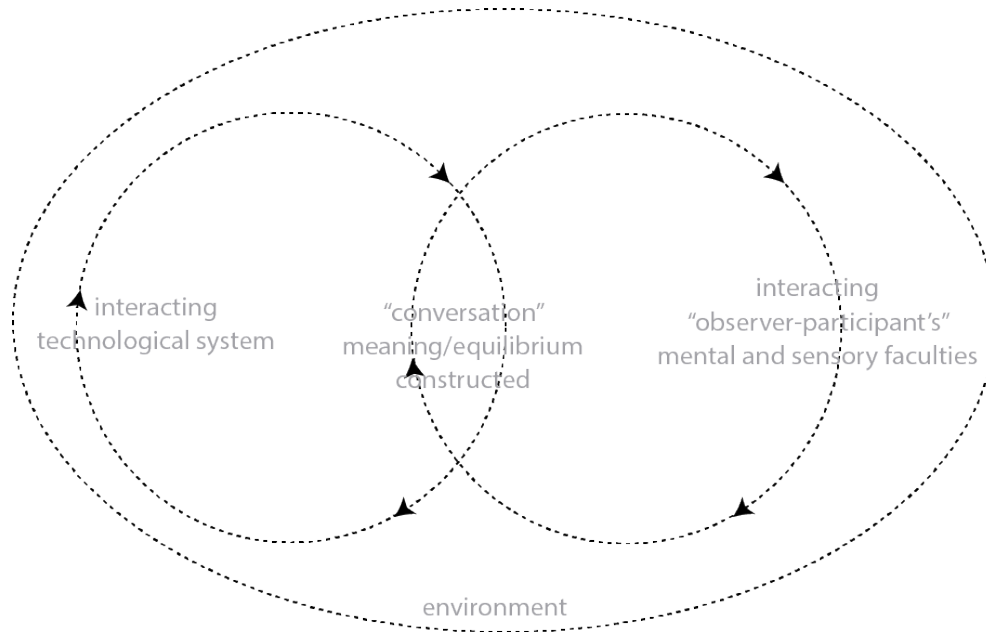 interacting
technological system
“conversation”
meaning/equilibrium
constructed
interacting
“observer-participant’s”
mental and sensory faculties
environment